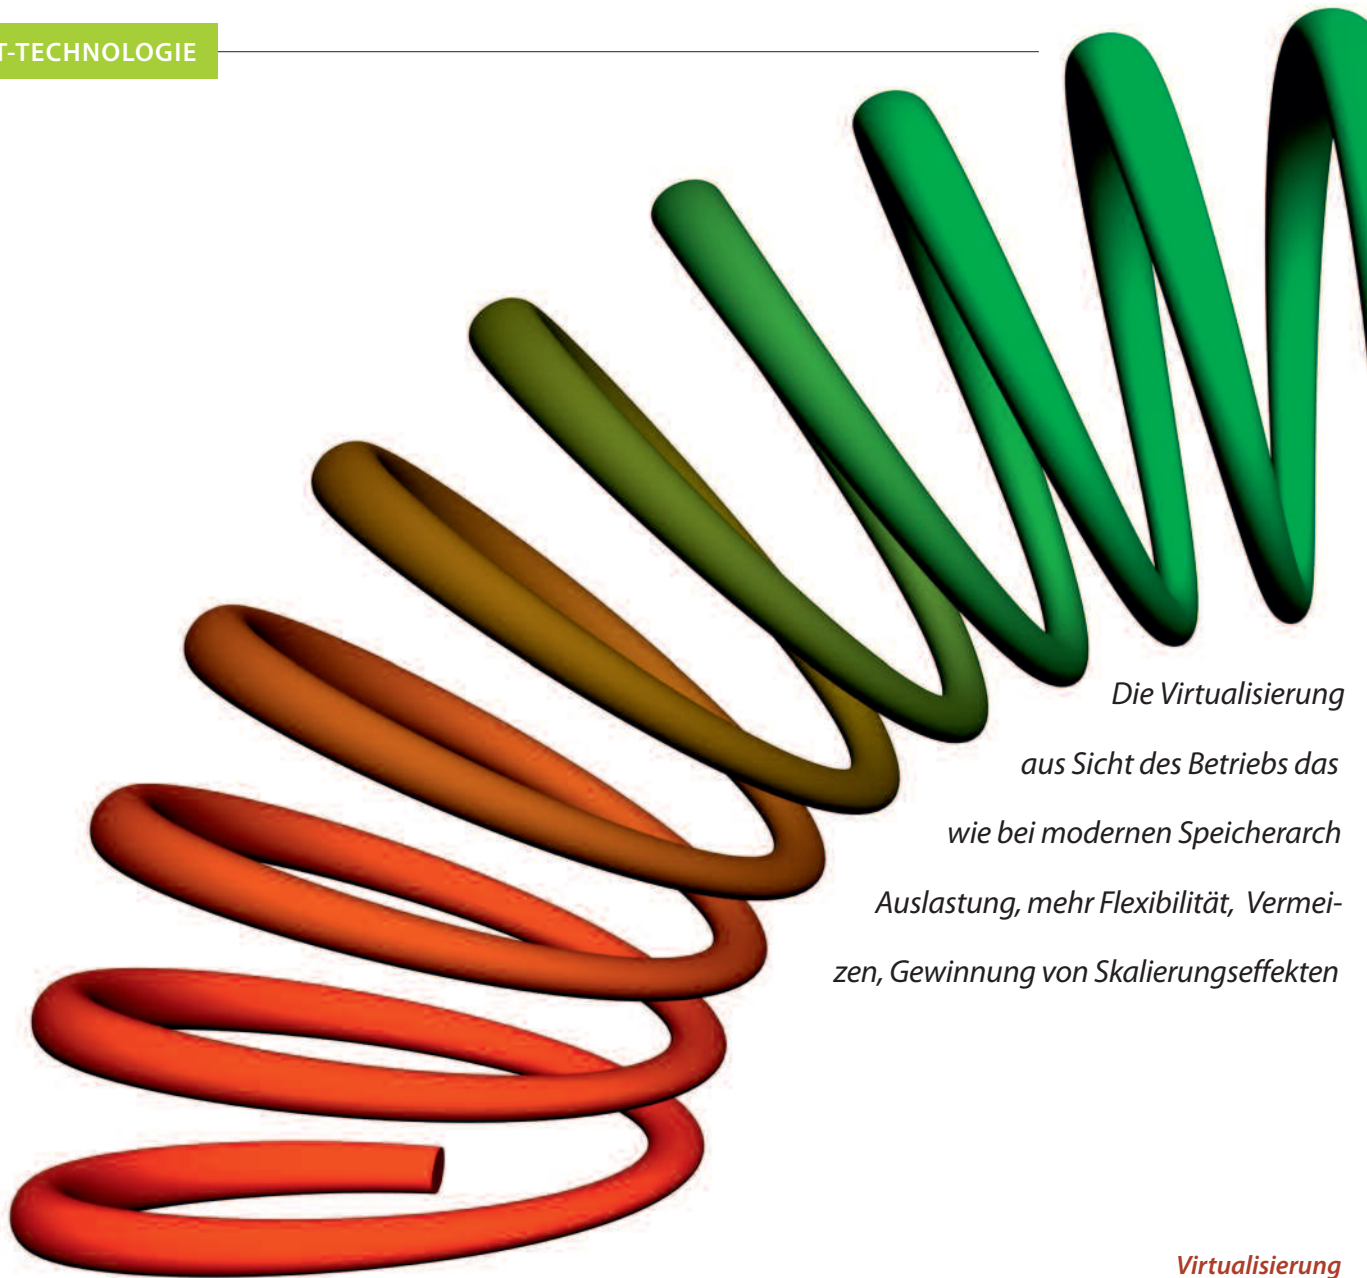 T-TECHNOLOGIE
Die Virtualisierung
aus Sicht des Betriebs das
wie bei modernen Speicherarch
Auslastung, mehr Flexibilität, Vermei-
zen, Gewinnung von Skalierungseffekten
Virtualisierung